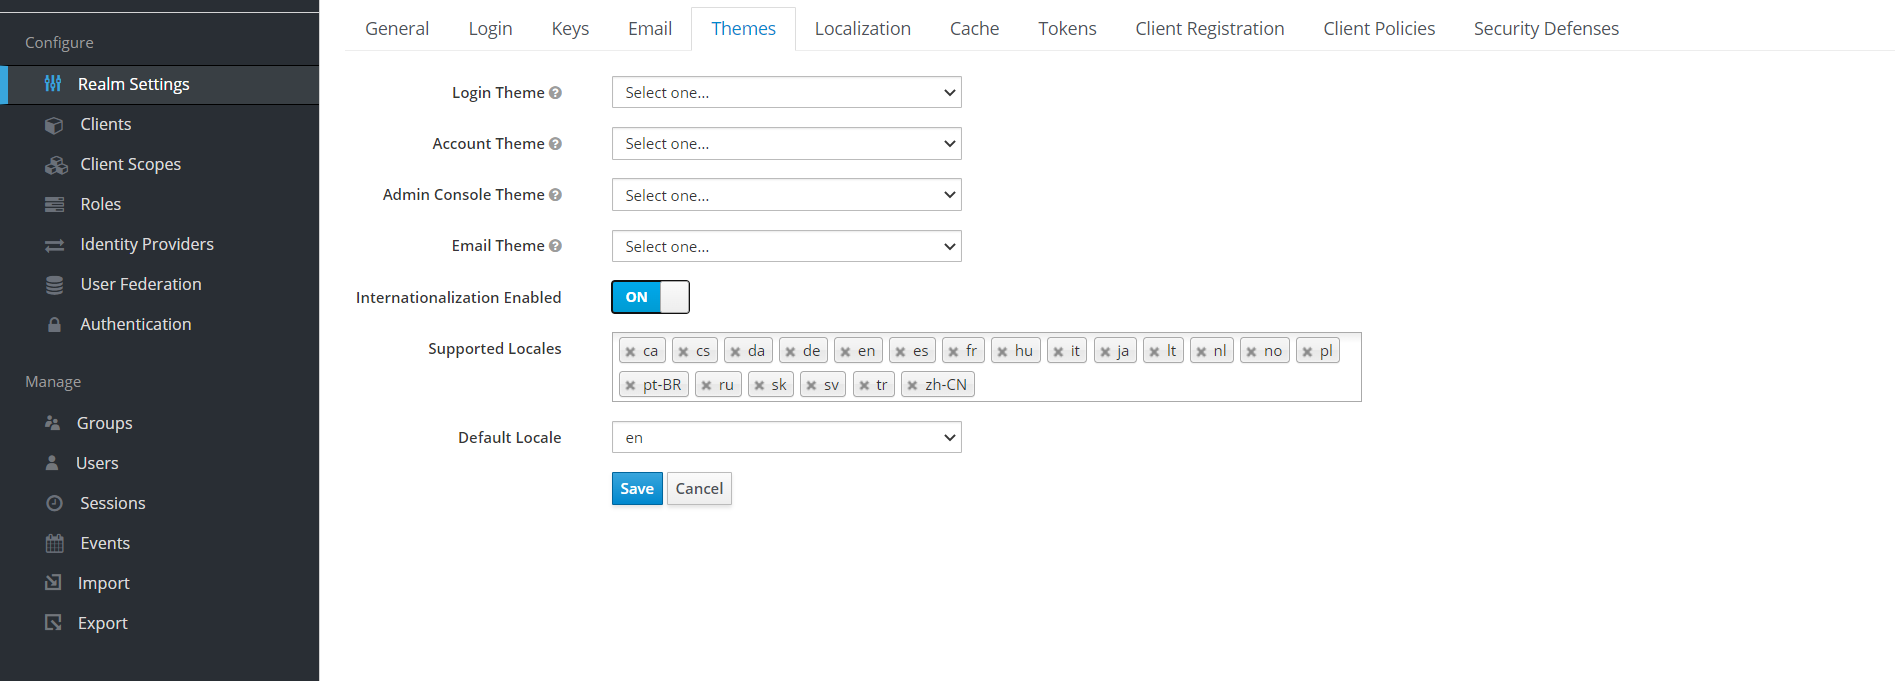 Configure
Realm Settings
Clients
Client Scopes
Roles
Identity Providers
User Federation
Authentication
Manage
Groups
Users
Sessions
Events
Import
Export
General Login Keys Email Themes Localization Cache Tokens Client Registration Client Policies Security Defenses
Login Theme Select one...
Account Theme Select one...
Admin Console Theme Select one...
Email Theme Select one...
Internationalization Enabled ON
Supported Locales ca cs da de en es fr hu it ja lt nl no pl
pt-BR ru sk sv tr zh-CN
Default Locale en
Save Cancel